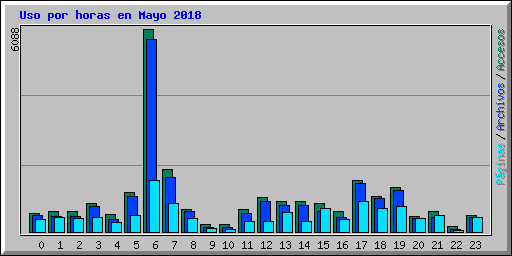 Uso por horas en Mayo 2018
6088
Páginas / Archivos / Accesos
0 1 2 3 4 5 6 7 8 9 10 11 12 13 14 15 16 17 18 19 20 21 22 23